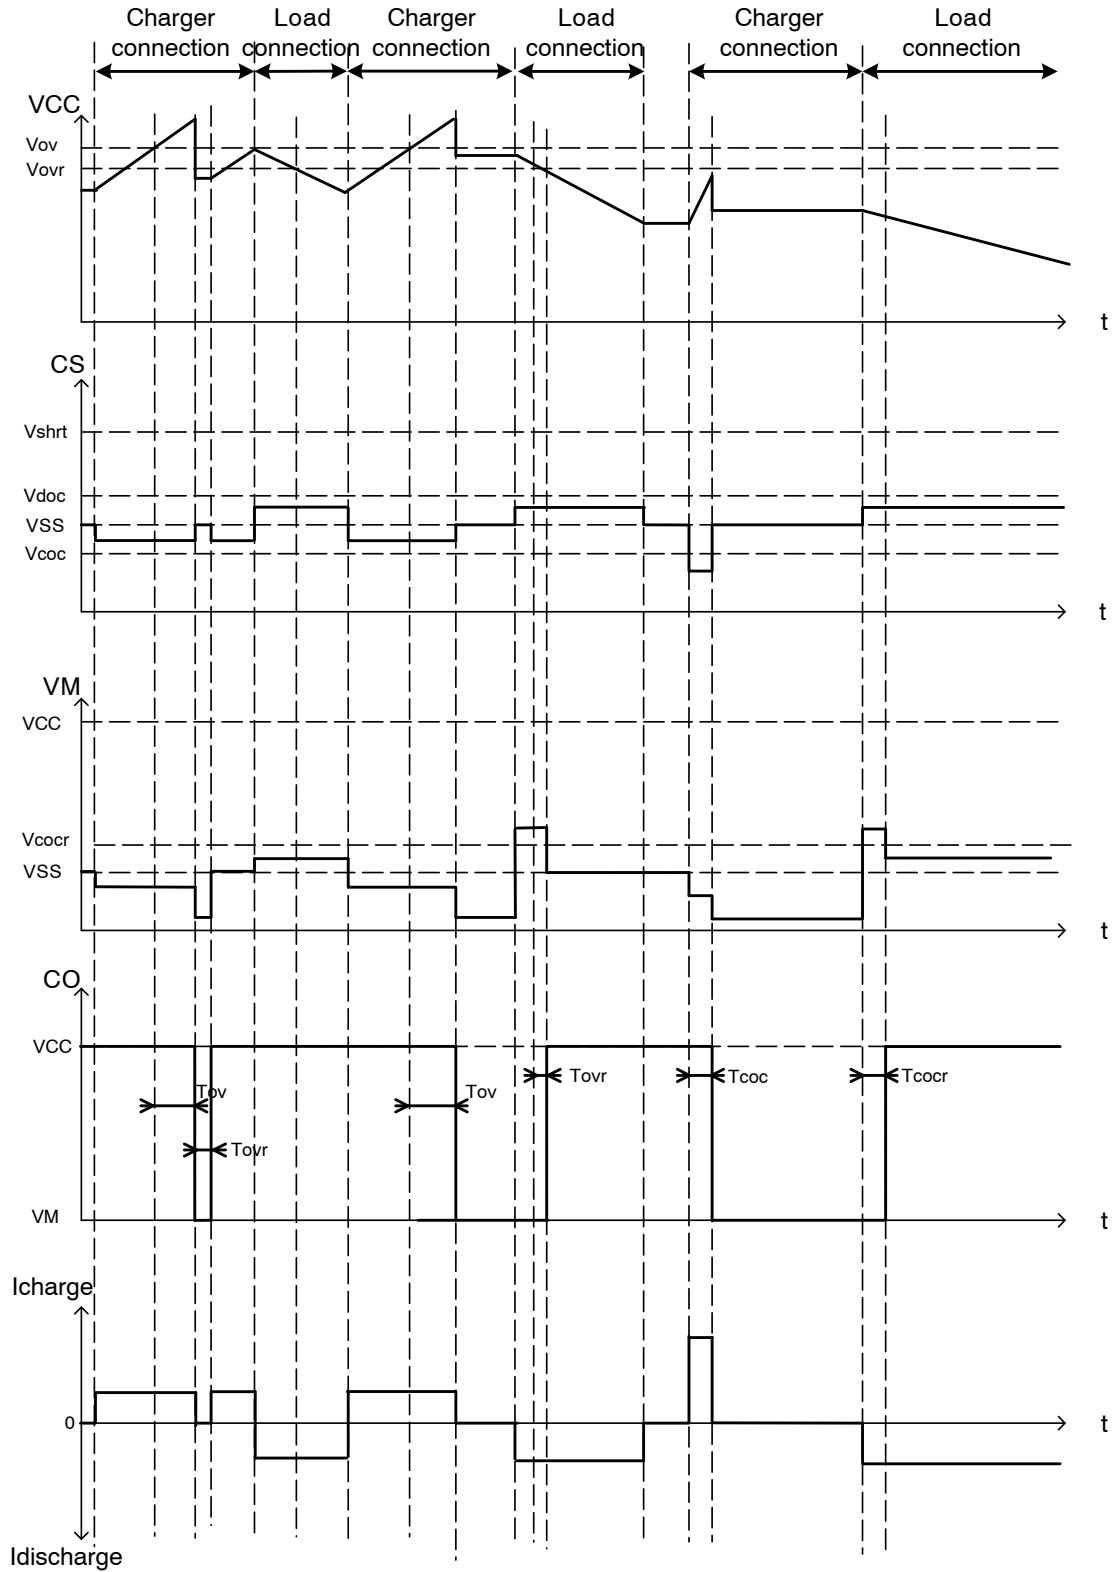 Charger
connection
Load
connection
Charger
connection
Load
connection
Charger
connection
Load
connection
VCC
Vov
Vovr
t
CS
Vshrt
Vdoc
VSS
Vcoc
t
VM
VCC
Vcocr
VSS
t
CO
VCC
Tov
Tovr
Tov
Tovr
Tcoc
Tcocr
VM
t
Icharge
0
t
Idischarge